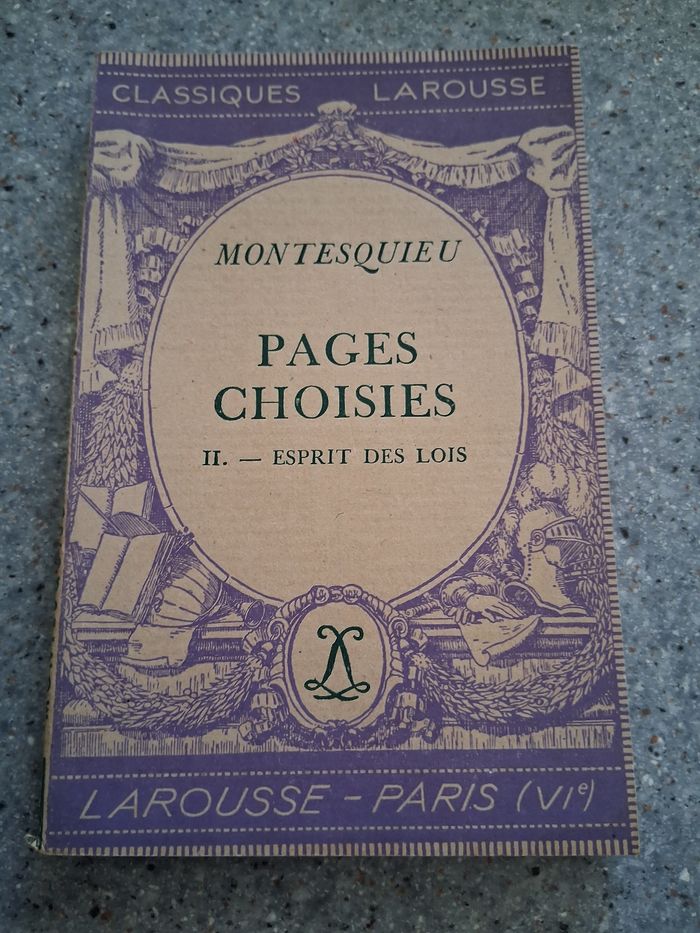 CLASSIQUES LAROUSSE
MONTESQUIEU
PAGES
CHOISIES
II. — ESPRIT DES LOIS
LAROUSSE – PARIS (VIe)